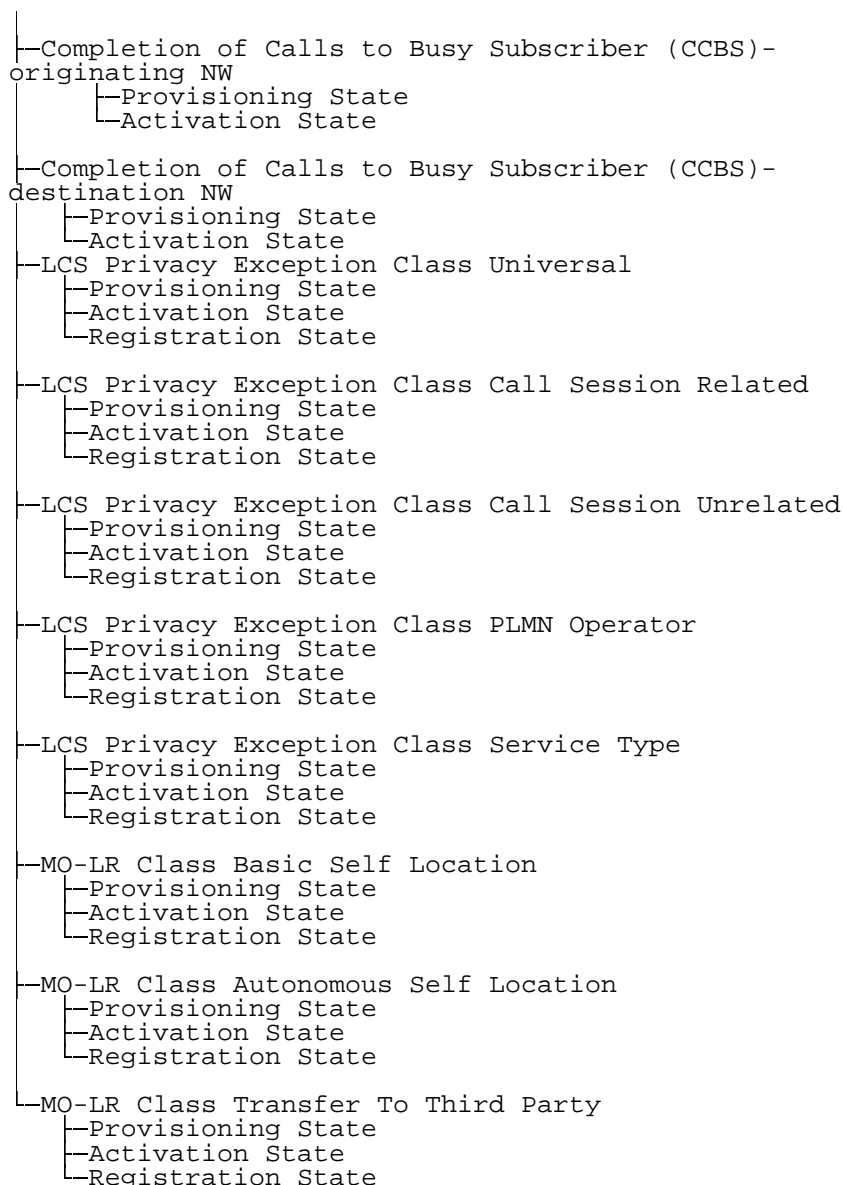 Completion of Calls to Busy Subscriber (CCBS)-
originating NW
Provisioning State
Activation State
Completion of Calls to Busy Subscriber (CCBS)-
destination NW
Provisioning State
Activation State
LCS Privacy Exception Class Universal
Provisioning State
Activation State
Registration State
LCS Privacy Exception Class Call Session Related
Provisioning State
Activation State
Registration State
LCS Privacy Exception Class Call Session Unrelated
Provisioning State
Activation State
Registration State
LCS Privacy Exception Class PLMN Operator
Provisioning State
Activation State
Registration State
LCS Privacy Exception Class Service Type
Provisioning State
Activation State
Registration State
MO-LR Class Basic Self Location
Provisioning State
Activation State
Registration State
MO-LR Class Autonomous Self Location
Provisioning State
Activation State
Registration State
MO-LR Class Transfer To Third Party
Provisioning State
Activation State
Registration State